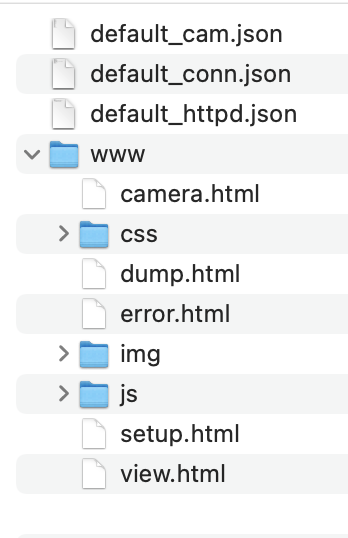 default_cam.json
default_conn.json
default_httpd.json
www
camera.html
css
dump.html
error.html
img
js
setup.html
view.html